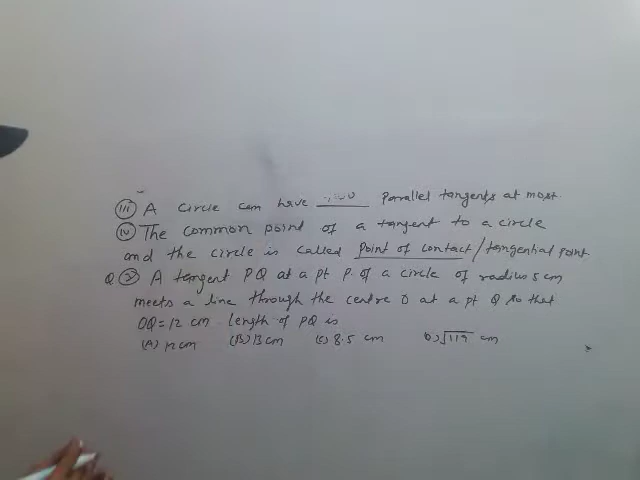 (iii) A circle can have two parallel tangents at most.
(iv) The common point of a tangent to a circle
and the circle is called point of contact/tangential point
Q (2) A tangent PQ at a pt P. of a circle of radius 5 cm
meets a line through the centre O at a pt Q so that
OQ = 12 cm length of PQ is
(A) 12 cm (B) 13 cm (C) 8.5 cm D) √119 cm